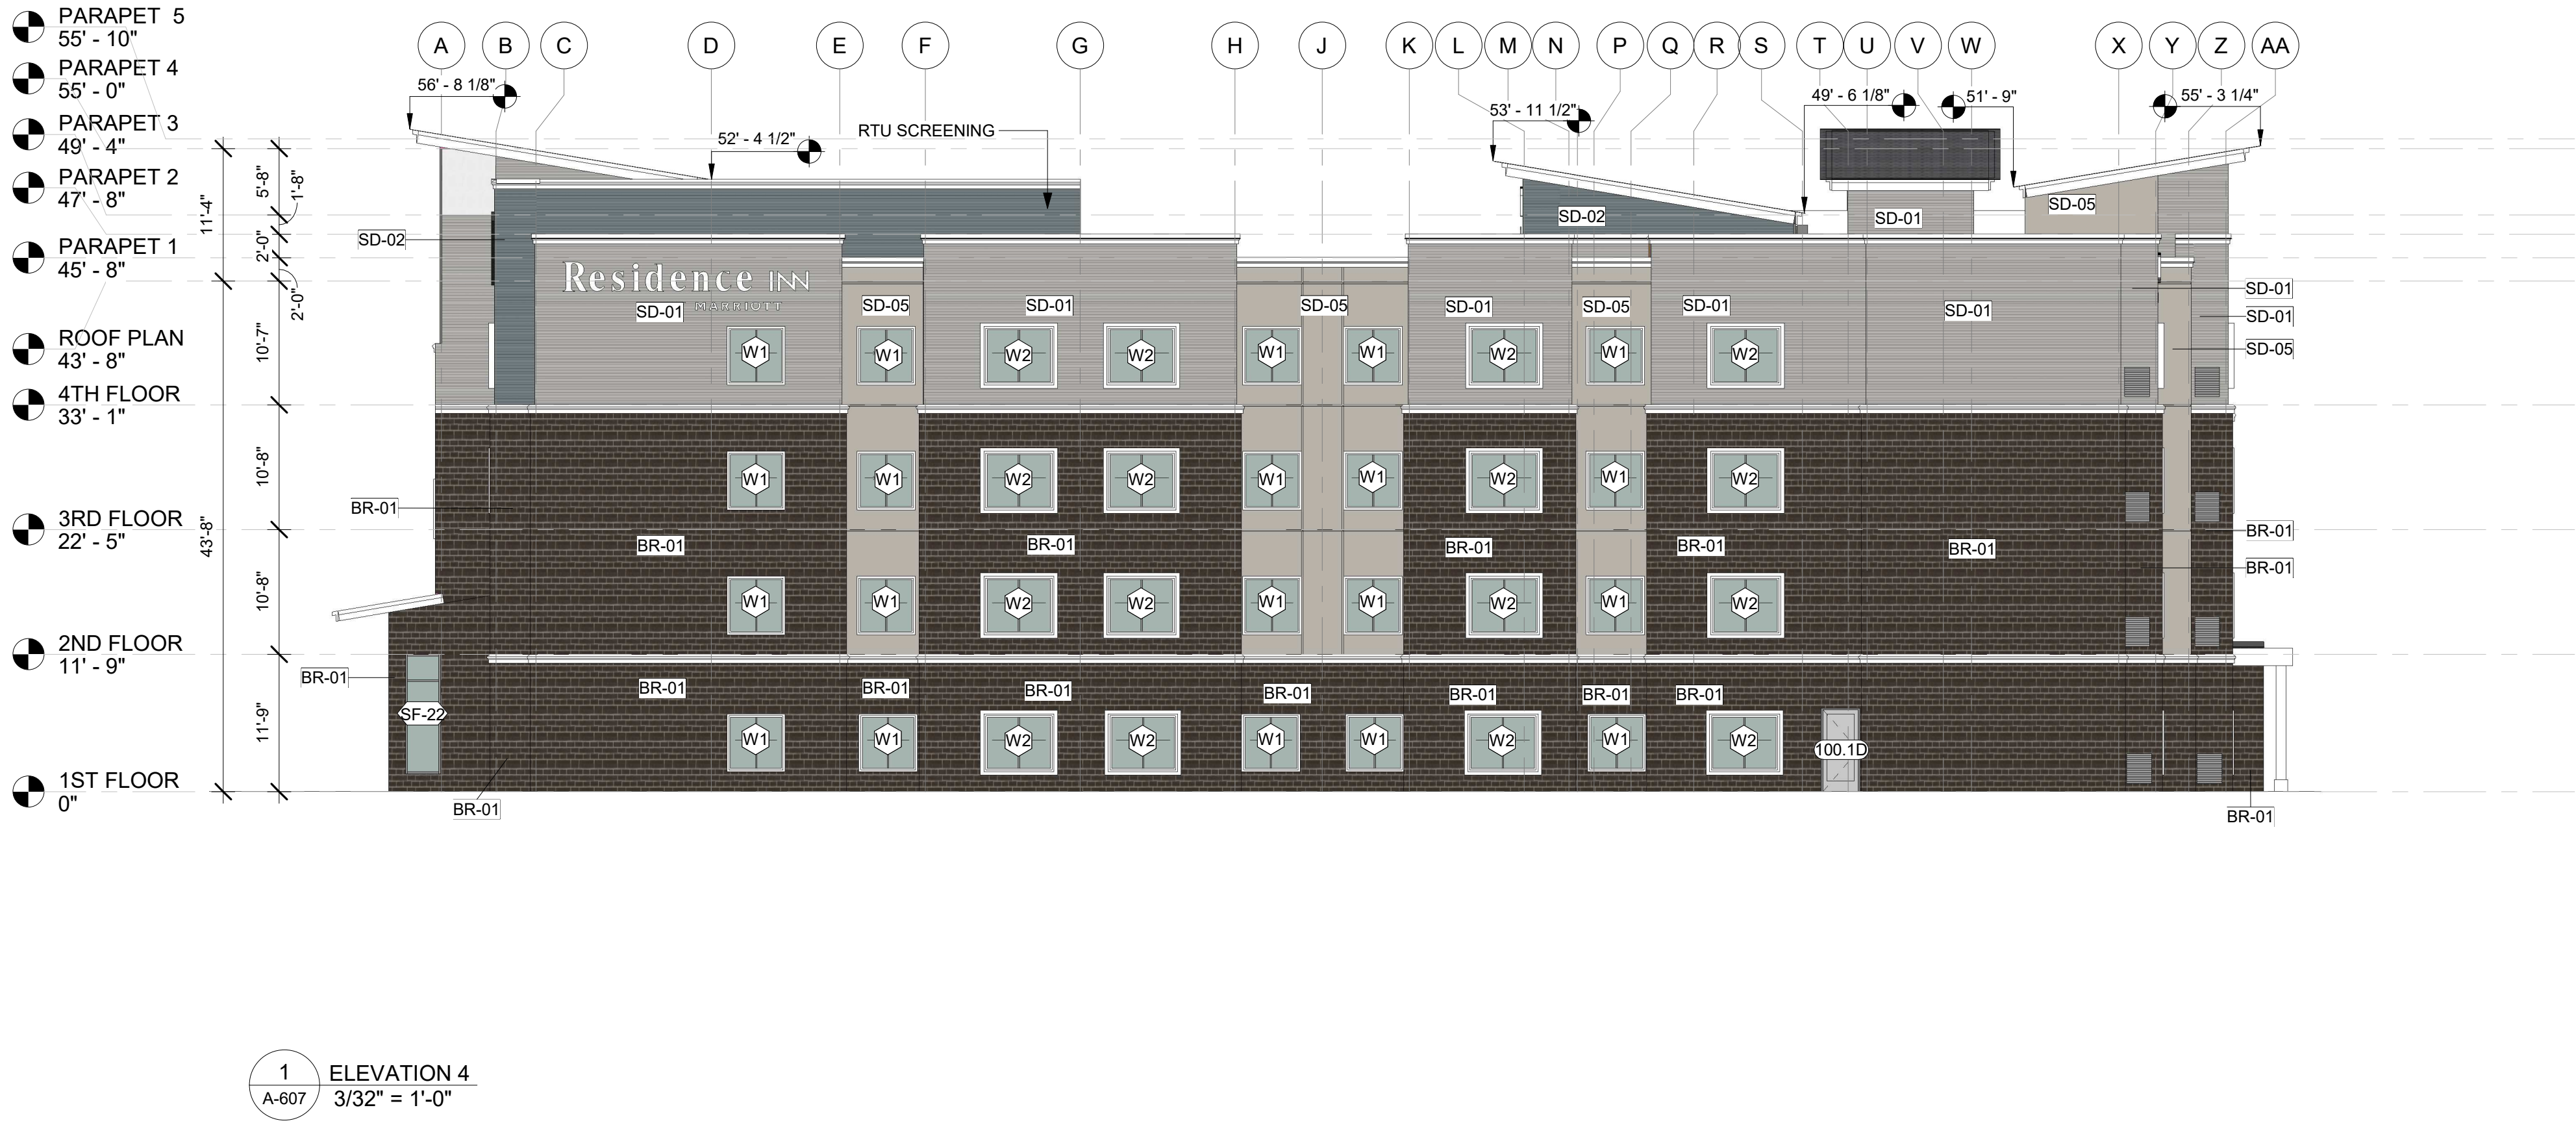 PARAPET 5
55' - 10"
PARAPET 4
55' - 0"
PARAPET 3
49' - 4"
PARAPET 2
47' - 8"
PARAPET 1
45' - 8"
ROOF PLAN
43' - 8"
4TH FLOOR
33' - 1"
3RD FLOOR
22' - 5"
2ND FLOOR
11' - 9"
1ST FLOOR
0"
A B C D E F G H J K L M N P Q R S T U V W X Y Z AA
56' - 8 1/8"
52' - 4 1/2"
RTU SCREENING
53' - 11 1/2"
49' - 6 1/8"
51' - 9"
55' - 3 1/4"
11'-4"
43'-8"
5'-8"
1'-8"
2'-0"
2'-0"
10'-7"
10'-8"
10'-8"
11'-9"
SD-02 SD-01 SD-05
SD-02
Residence INN
MARRIOTT
SD-01 SD-05 SD-01 SD-05 SD-01 SD-05 SD-01 SD-01
SD-01
SD-01
SD-05
W1 W1 W2 W2 W1 W1 W2 W1 W2
W1 W1 W2 W2 W1 W1 W2 W1 W2
BR-01
BR-01 BR-01 BR-01 BR-01 BR-01
BR-01
BR-01
W1 W1 W2 W2 W1 W1 W2 W1 W2
BR-01
BR-01 BR-01 BR-01 BR-01 BR-01 BR-01 BR-01
SF-22
W1 W1 W2 W2 W1 W1 W2 W1 W2
100.1D
BR-01
BR-01
1
A-607
ELEVATION 4
3/32" = 1'-0"